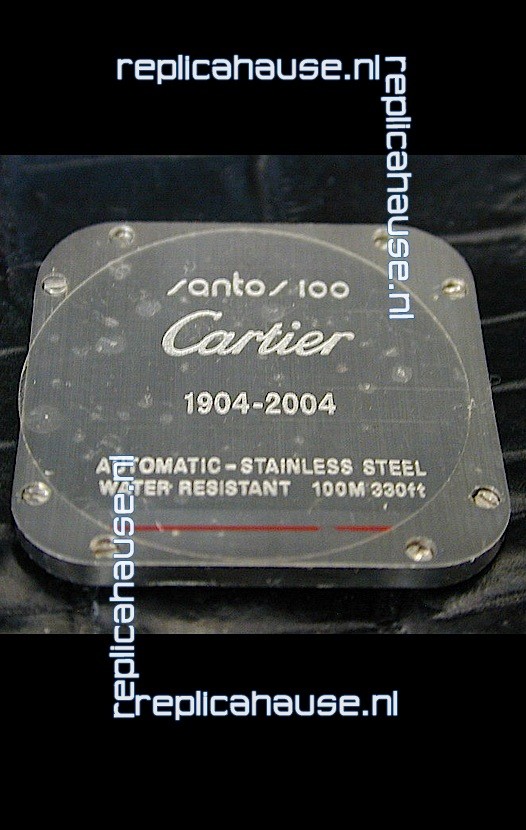 replicahause.nl
replicahause.nl
santos 100
Cartier
1904-2004
AUTOMATIC-STAINLESS STEEL
WATER RESISTANT 100M 330ft
replicahause.nl
replicahause.nl